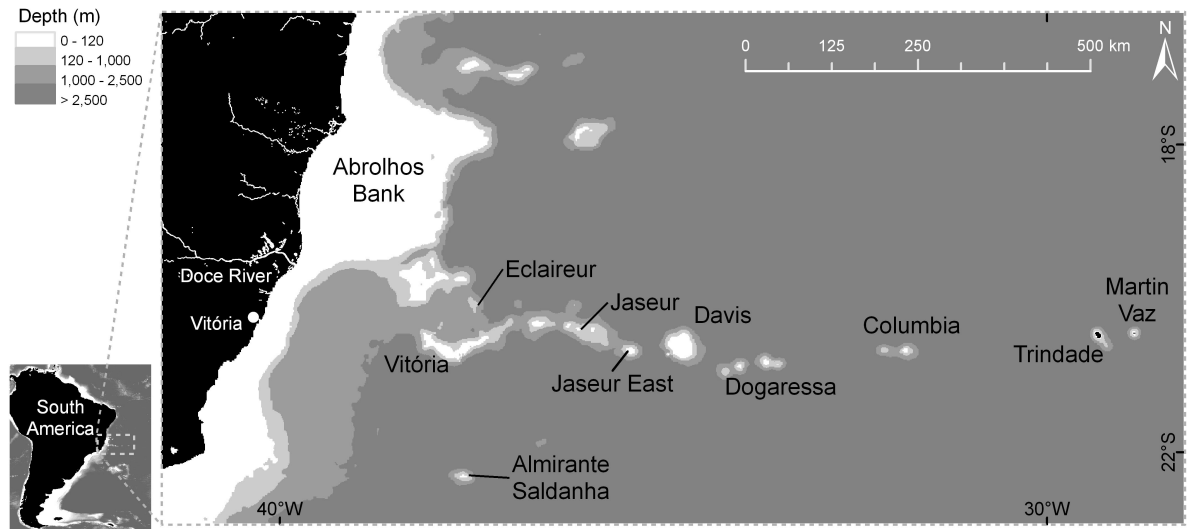 Depth (m)
0 - 120
120 - 1,000
1,000 - 2,500
> 2,500
0 125 250 500 km
N
18°S
Abrolhos
Bank
Doce River
Vitória
Eclaireur
Jaseur
Davis
Martin
Vaz
Columbia
Trindade
Vitória
Jaseur East
Dogaressa
South
America
22°S
Almirante
Saldanha
40°W
30°W